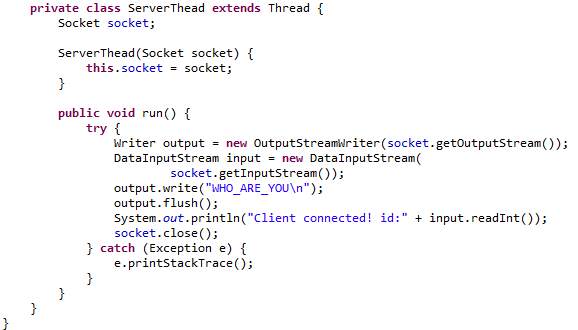 private class ServerThead extends Thread {
Socket socket;
ServerThead(Socket socket) {
this.socket = socket;
}
public void run() {
try {
Writer output = new OutputStreamWriter(socket.getOutputStream());
DataInputStream input = new DataInputStream(
socket.getInputStream());
output.write("WHO_ARE_YOU\n");
output.flush();
System.out.println("Client connected! id:" + input.readInt());
socket.close();
} catch (Exception e) {
e.printStackTrace();
}
}
}
}